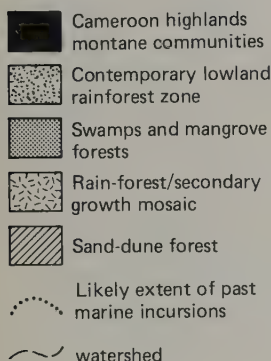 Cameroon highlands
montane communities
Contemporary lowland
rainforest zone
Swamps and mangrove
forests
Rain-forest/secondary
growth mosaic
Sand-dune forest
Likely extent of past
marine incursions
watershed